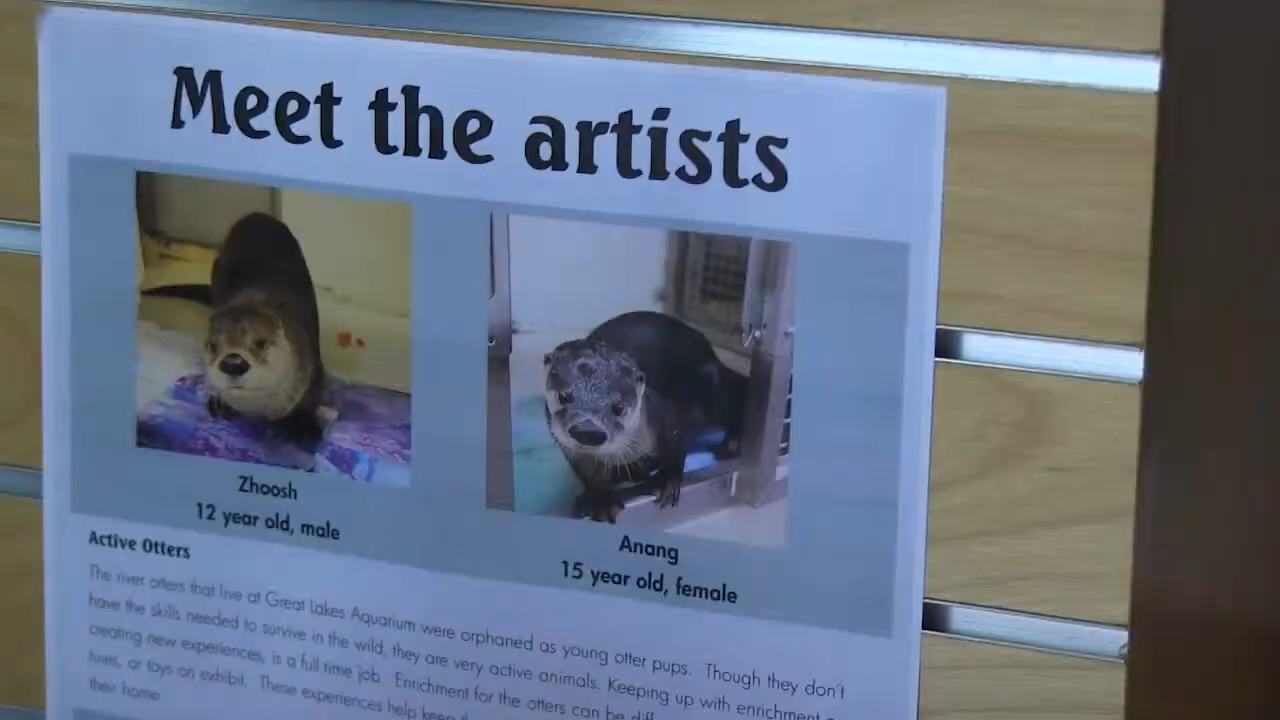 Meet the artists
Zhoosh
12 year old, male
Anang
15 year old, female
Active Otters
The river otters that live at Great Lakes Aquarium were orphaned as young otter pups. Though they don't
have the skills needed to survive in the wild, they are very active animals. Keeping up with enrichment
creating new experiences, is a full time job. Enrichment for the otters can be
or toys on exhibit. These experiences help keep
their home